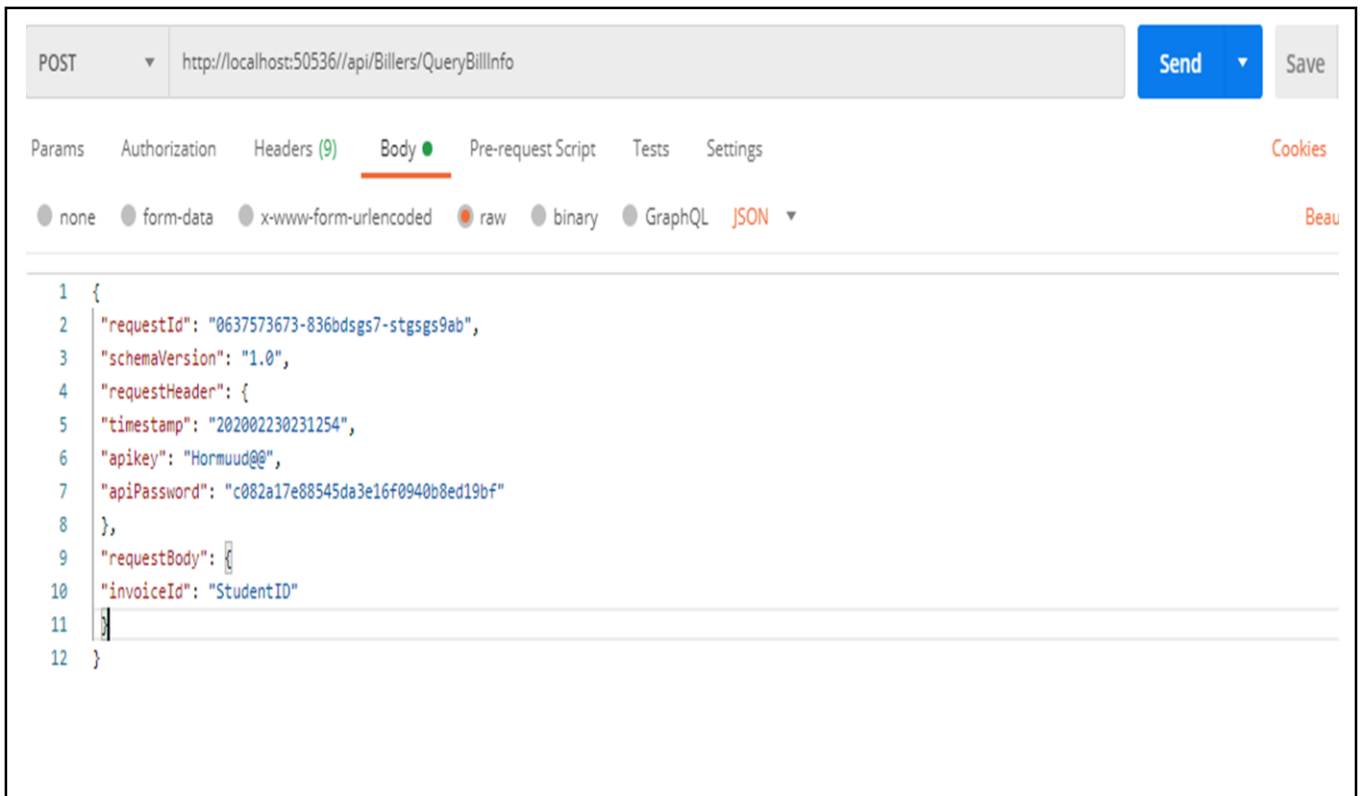 POST http://localhost:50536//api/Billers/QueryBillInfo Send Save
Params Authorization Headers (9) Body Pre-request Script Tests Settings Cookies
none form-data x-www-form-urlencoded raw binary GraphQL JSON Beau
1 {
2 "requestId": "0637573673-836bdsgs7-stgsgs9ab",
3 "schemaVersion": "1.0",
4 "requestHeader": {
5 "timestamp": "202002230231254",
6 "apikey": "Hormuud@@",
7 "apiPassword": "c082a17e88545da3e16f0940b8ed19bf"
8 },
9 "requestBody": {
10 "invoiceId": "StudentID"
11 }
12 }